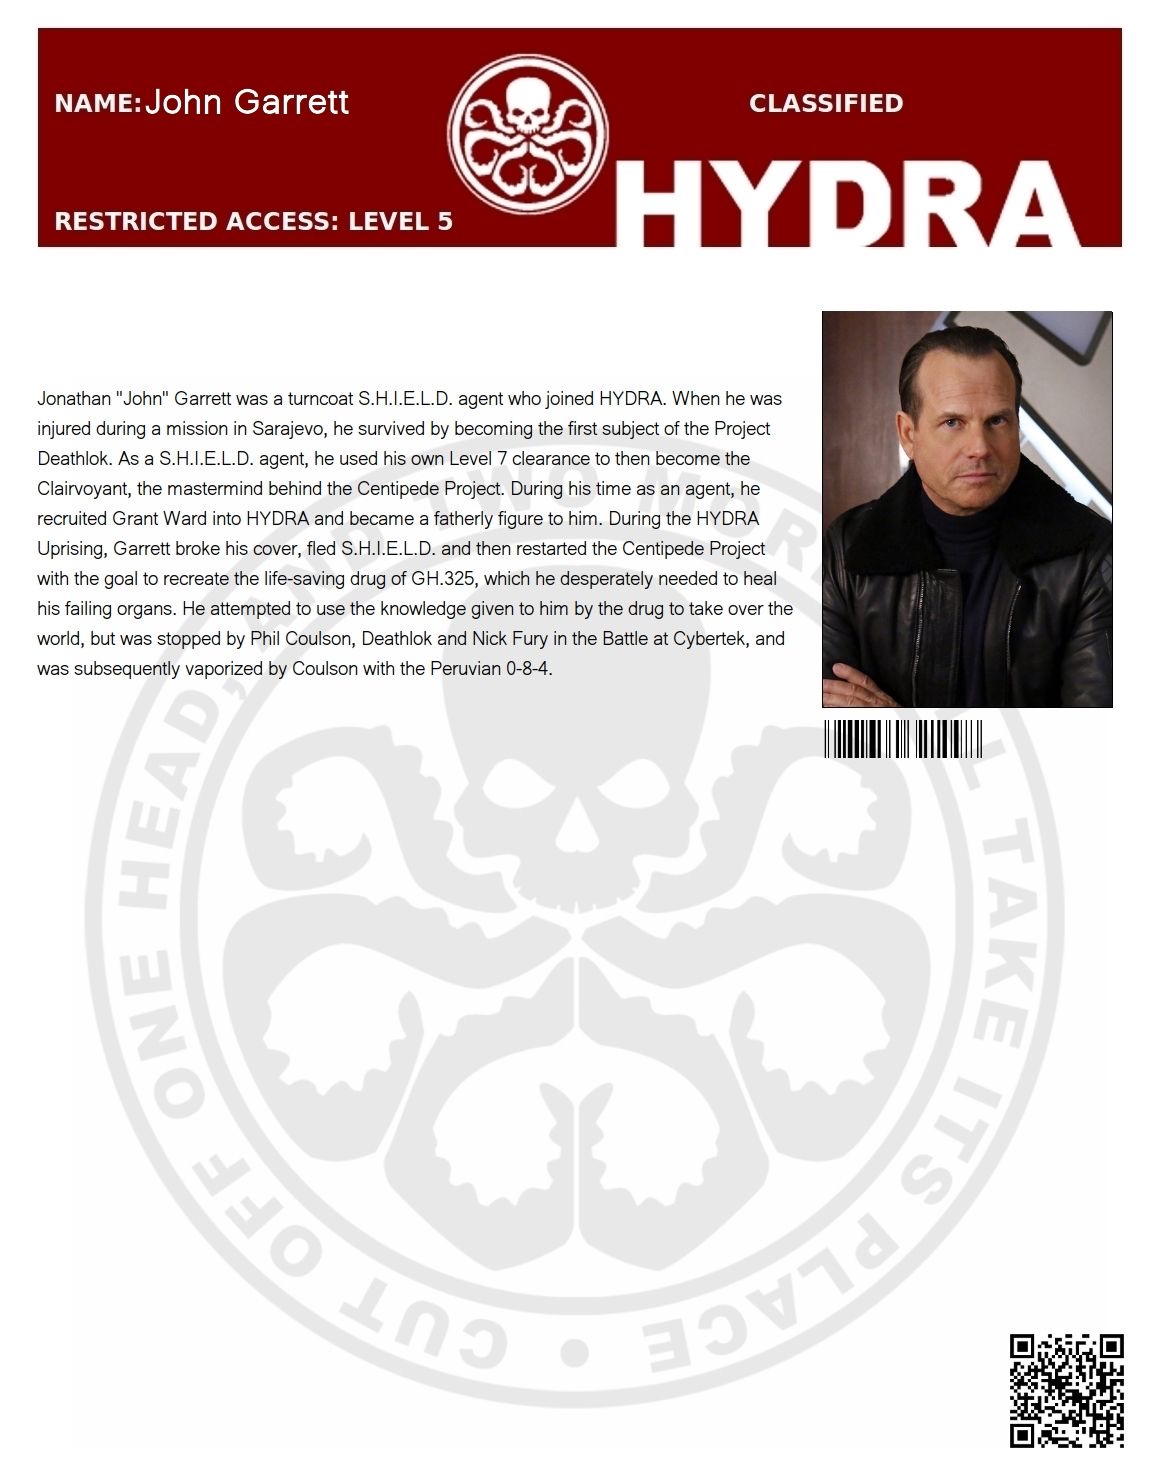 NAME: John Garrett
CLASSIFIED
HYDRA
RESTRICTED ACCESS: LEVEL 5
Jonathan "John" Garrett was a turncoat S.H.I.E.L.D. agent who joined HYDRA. When he was
injured during a mission in Sarajevo, he survived by becoming the first subject of the Project
Deathlok. As a S.H.I.E.L.D. agent, he used his own Level 7 clearance to then become the
Clairvoyant, the mastermind behind the Centipede Project. During his time as an agent, he
recruited Grant Ward into HYDRA and became a fatherly figure to him. During the HYDRA
Uprising, Garrett broke his cover, fled S.H.I.E.L.D. and then restarted the Centipede Project
with the goal to recreate the life-saving drug of GH.325, which he desperately needed to heal
his failing organs. He attempted to use the knowledge given to him by the drug to take over the
world, but was stopped by Phil Coulson, Deathlok and Nick Fury in the Battle at Cybertek, and
was subsequently vaporized by Coulson with the Peruvian 0-8-4.
CUT OFF ONE HEAD, AND TWO MORE TAKE ITS PLACE